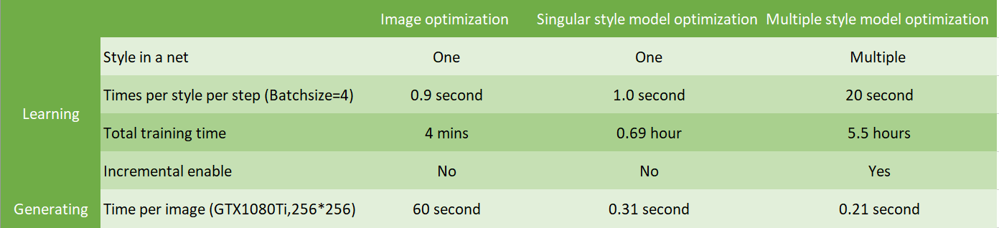 Image optimization Singular style model optimization Multiple style model optimization
Style in a net One One Multiple
Times per style per step (Batchsize=4) 0.9 second 1.0 second 20 second
Learning
Total training time 4 mins 0.69 hour 5.5 hours
Incremental enable No No Yes
Generating Time per image (GTX1080Ti,256*256) 60 second 0.31 second 0.21 second